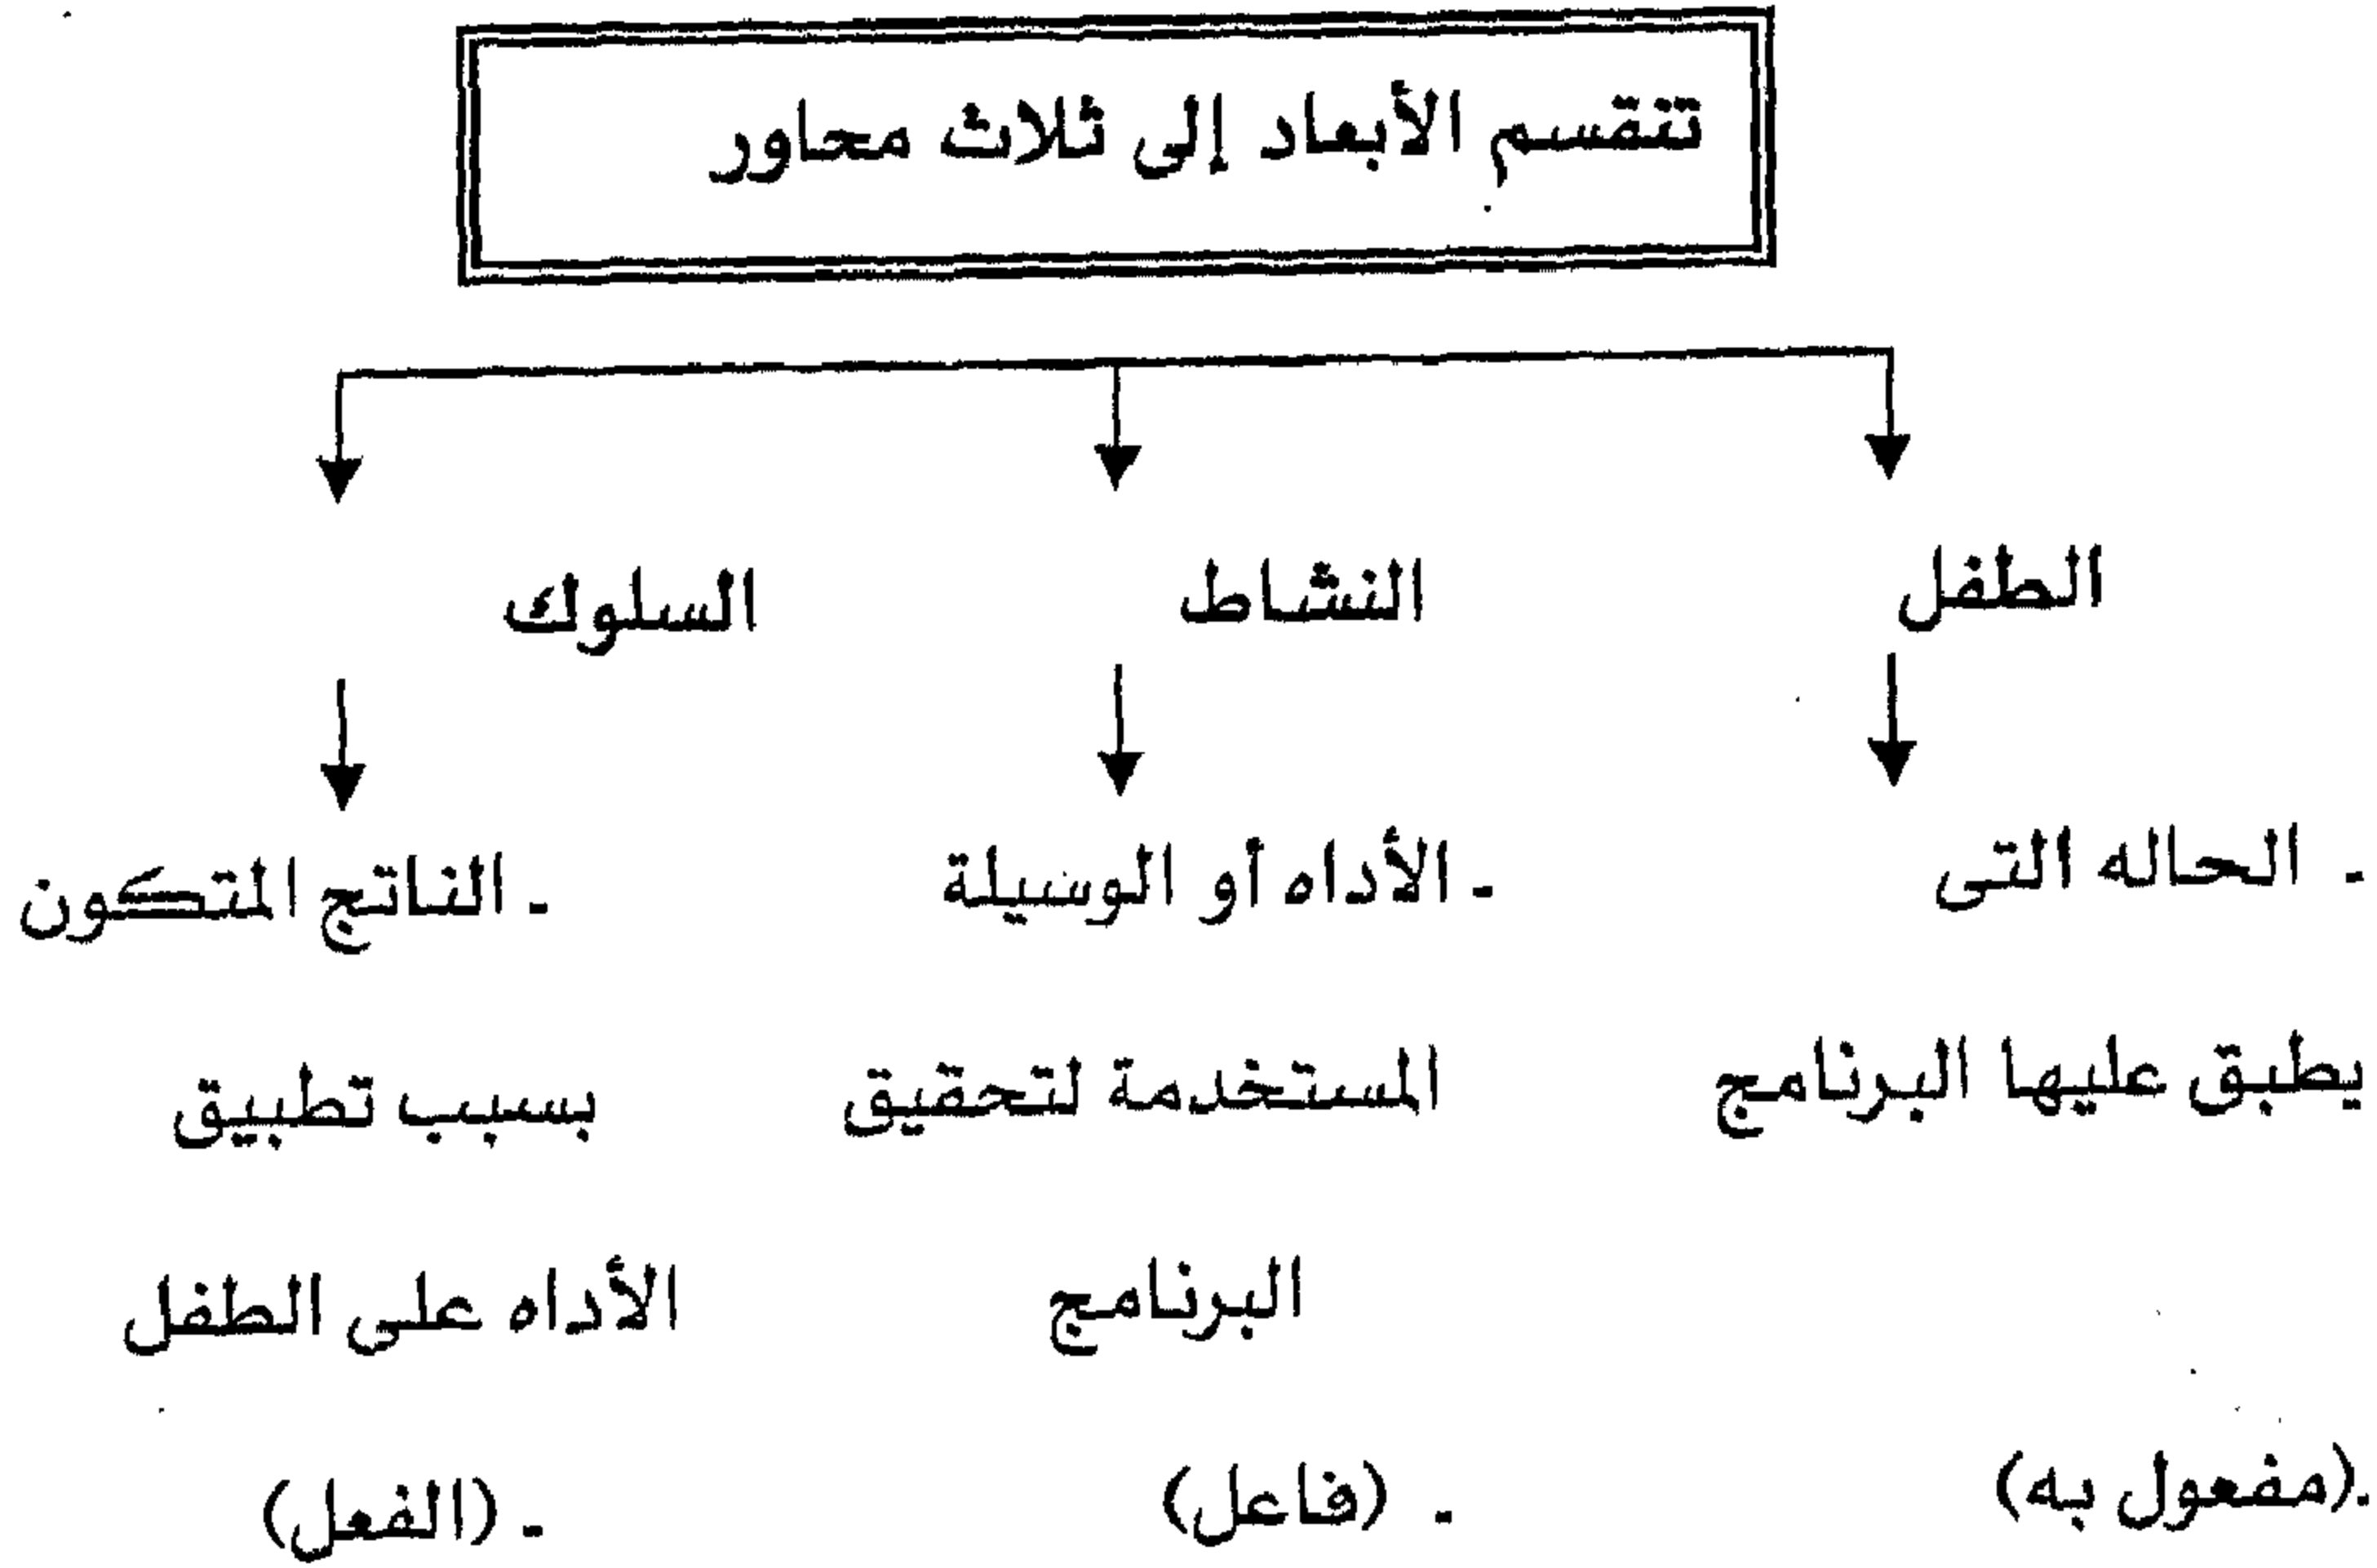 تنقسم الأبعاد إلى ثلاث محاور
الطفل
النشاط
السلوك
- الحاله التى
يطبق عليها البرنامج
-(مفعول به)
- الأداه أو الوسيلة
المستخدمة لتحقيق
البرنامج
- (فاعل)
- الناتج المتكون
بسبب تطبيق
الأداه على الطفل
- (الفعل)